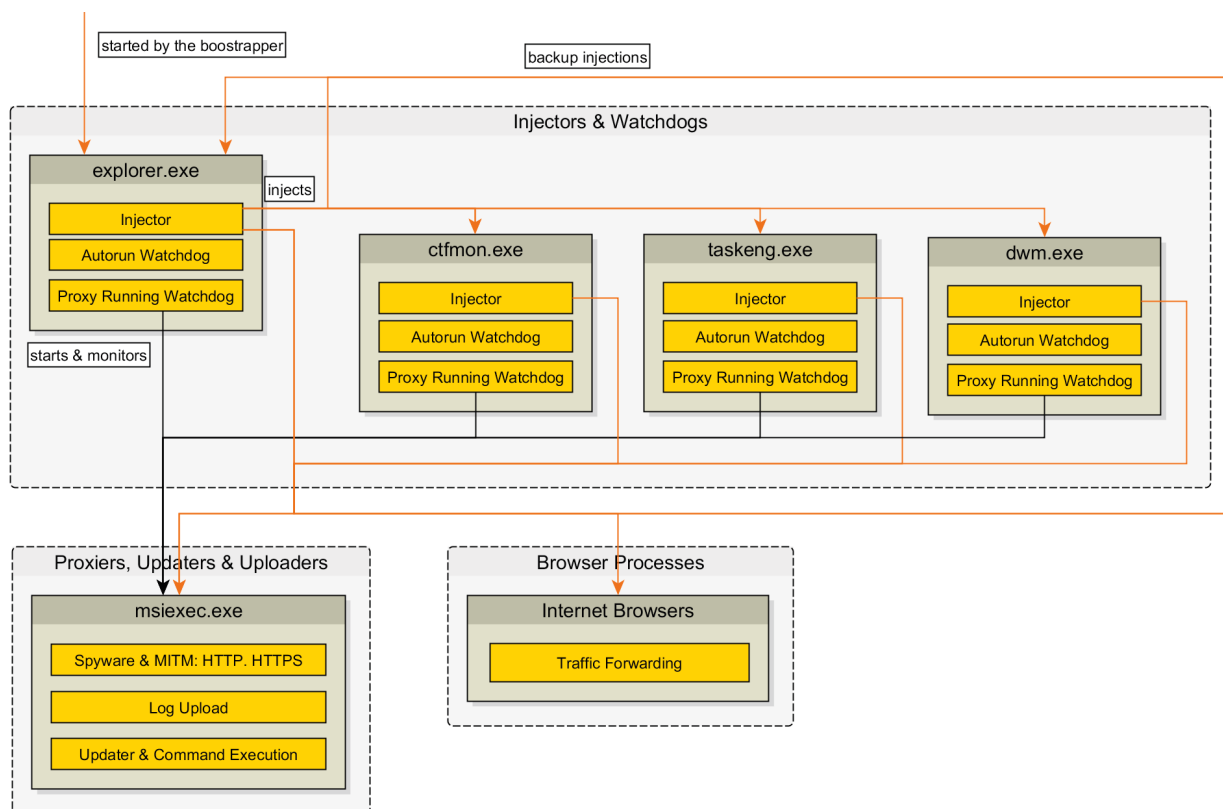 started by the boostrapper
backup injections
Injectors & Watchdogs
explorer.exe
injects
Injector
Autorun Watchdog
Proxy Running Watchdog
ctfmon.exe
Injector
Autorun Watchdog
Proxy Running Watchdog
taskeng.exe
Injector
Autorun Watchdog
Proxy Running Watchdog
dwm.exe
Injector
Autorun Watchdog
Proxy Running Watchdog
starts & monitors
Proxiers, Updaters & Uploaders
msiexec.exe
Spyware & MITM: HTTP. HTTPS
Log Upload
Updater & Command Execution
Browser Processes
Internet Browsers
Traffic Forwarding